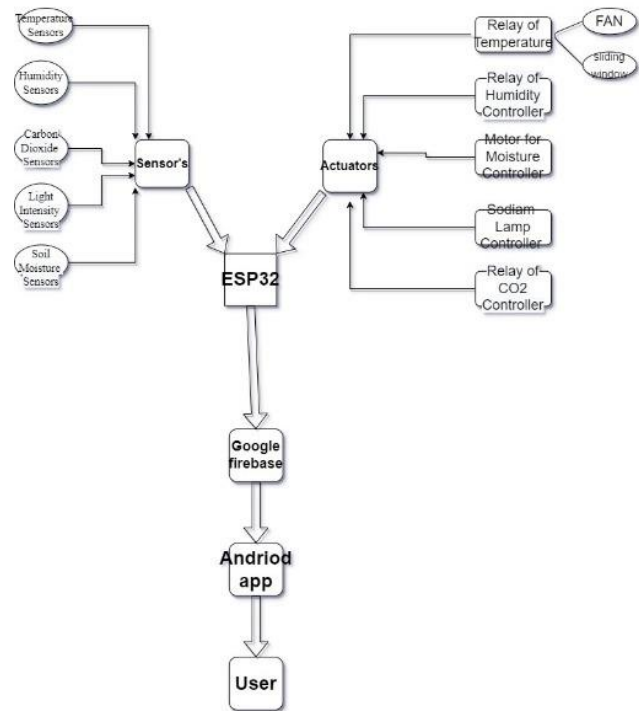 Temperature
Sensors
Humidity
Sensors
Carbon
Dioxide
Sensors
Light
Intensity
Sensors
Soil
Moisture
Sensors
Sensor's
Actuators
Relay of
Temperature
FAN
sliding
window
Relay of
Humidity
Controller
Motor for
Moisture
Controller
Sodiam
Lamp
Controller
Relay of
CO2
Controller
ESP32
Google
firebase
Andriod
app
User